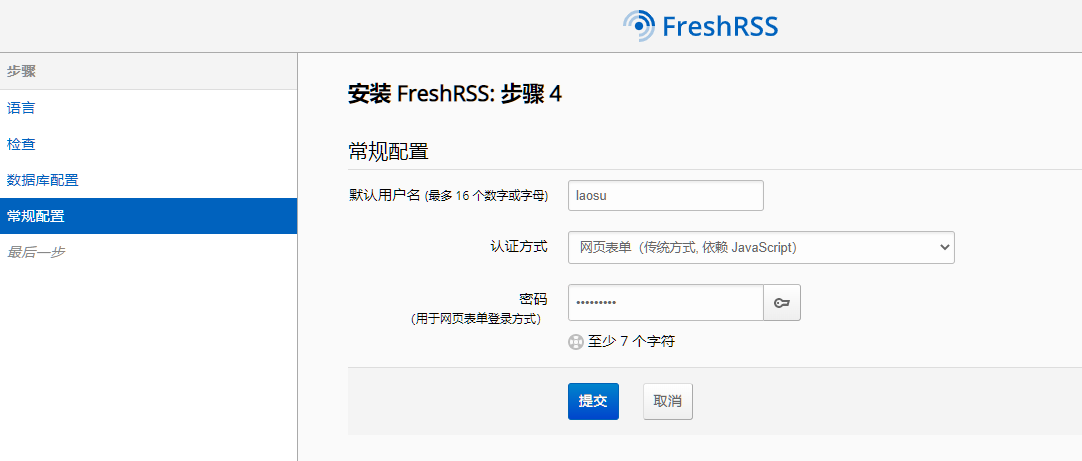 FreshRSS
步骤
语言
检查
数据库配置
常规配置
最后一步
安装 FreshRSS: 步骤 4
常规配置
默认用户名 (最多 16 个数字或字母)
laosu
认证方式
网页表单（传统方式, 依赖 JavaScript）
密码
（用于网页表单登录方式）
•••••••••
至少 7 个字符
提交
取消